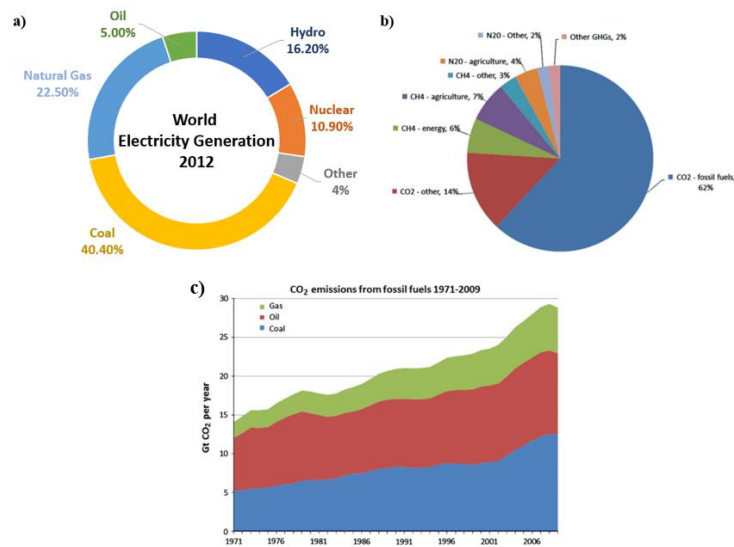 a)
Oil
5.00%
Hydro
16.20%
Natural Gas
22.50%
Nuclear
10.90%
World
Electricity Generation
2012
Other
4%
Coal
40.40%
b)
N20 - Other, 2%
Other GHGs, 2%
N20 - agriculture, 4%
CH4 - other, 3%
CH4 - agriculture, 7%
CH4 - energy, 6%
CO2 - other, 14%
CO2 - fossil fuels,
62%
c)
CO₂ emissions from fossil fuels 1971-2009
Gas
Oil
Coal
Gt CO₂ per year
30
25
20
15
10
5
0
1971
1976
1981
1986
1991
1996
2001
2006